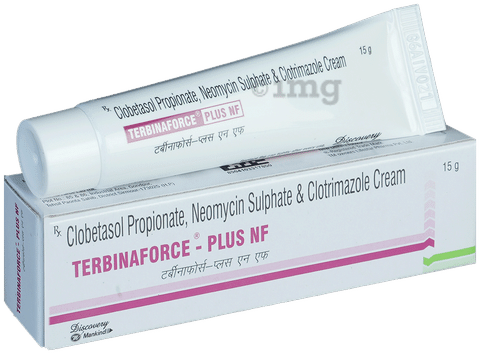 ℞ Clobetasol Propionate, Neomycin Sulphate & Clotrimazole Cream
15 g
TERBINAFORCE® PLUS NF
टर्बीनाफोर्स-प्लस एन एफ
1mg
Discovery
Mankind
℞ Clobetasol Propionate, Neomycin Sulphate & Clotrimazole Cream
15 g
TERBINAFORCE® - PLUS NF
टर्बीनाफोर्स-प्लस एन एफ
Discovery
Mankind